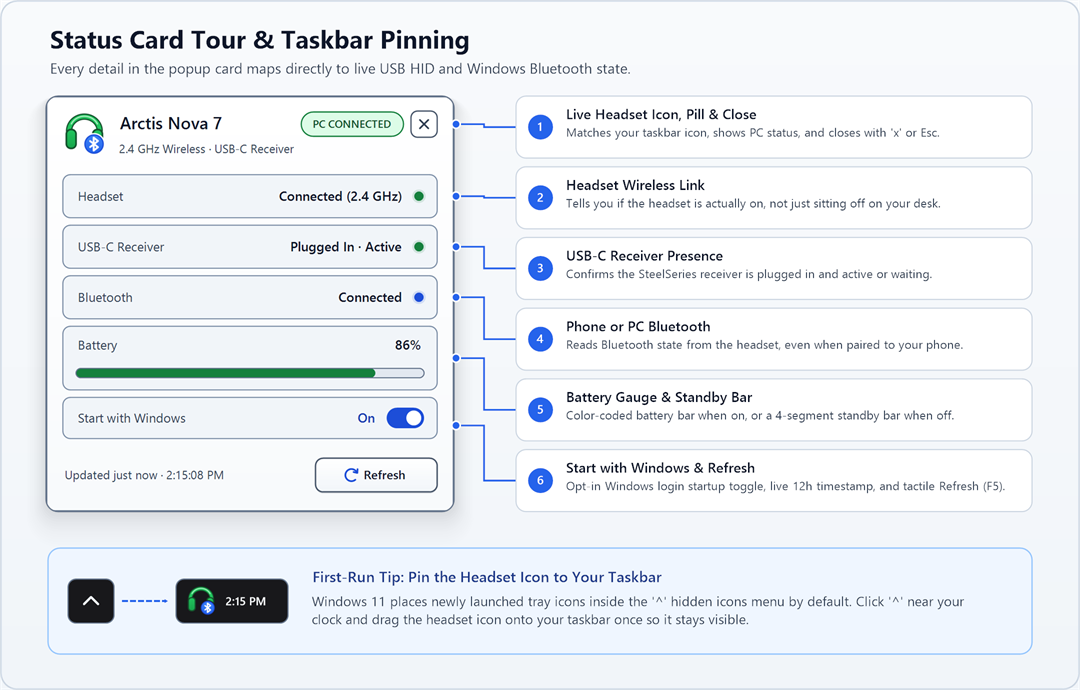 Status Card Tour & Taskbar Pinning
Every detail in the popup card maps directly to live USB HID and Windows Bluetooth state.
Arctis Nova 7
PC CONNECTED
2.4 GHz Wireless · USB-C Receiver
Headset
Connected (2.4 GHz)
USB-C Receiver
Plugged In · Active
Bluetooth
Connected
Battery
86%
Start with Windows
On
Updated just now · 2:15:08 PM
Refresh
1
Live Headset Icon, Pill & Close
Matches your taskbar icon, shows PC status, and closes with 'x' or Esc.
2
Headset Wireless Link
Tells you if the headset is actually on, not just sitting off on your desk.
3
USB-C Receiver Presence
Confirms the SteelSeries receiver is plugged in and active or waiting.
4
Phone or PC Bluetooth
Reads Bluetooth state from the headset, even when paired to your phone.
5
Battery Gauge & Standby Bar
Color-coded battery bar when on, or a 4-segment standby bar when off.
6
Start with Windows & Refresh
Opt-in Windows login startup toggle, live 12h timestamp, and tactile Refresh (F5).
2:15 PM
First-Run Tip: Pin the Headset Icon to Your Taskbar
Windows 11 places newly launched tray icons inside the '^' hidden icons menu by default. Click '^' near your
clock and drag the headset icon onto your taskbar once so it stays visible.